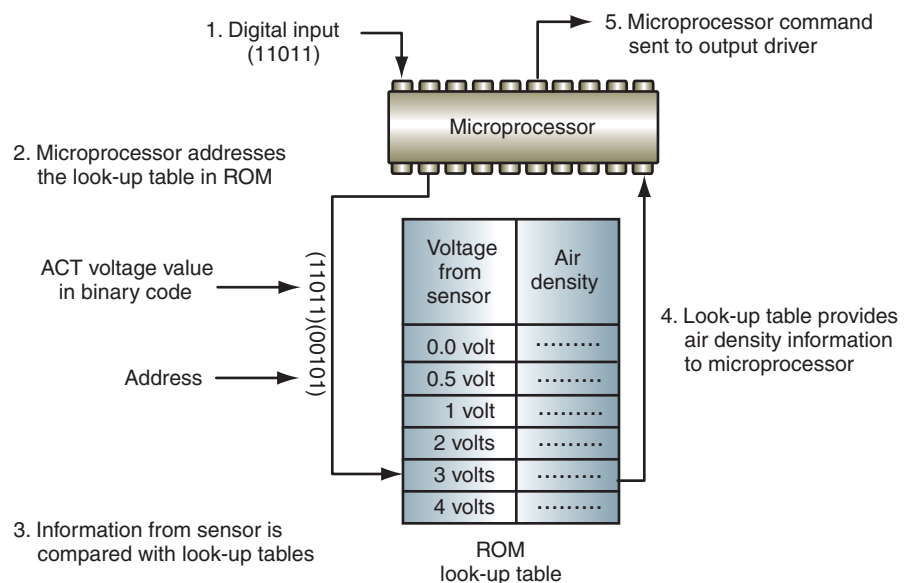 1. Digital input
(11011)
5. Microprocessor command
sent to output driver
Microprocessor
2. Microprocessor addresses
the look-up table in ROM
ACT voltage value
in binary code
Address
(11011)(00101)
Voltage
from
sensor
Air
density
0.0 volt .........
0.5 volt .........
1 volt .........
2 volts .........
3 volts .........
4 volts .........
4. Look-up table provides
air density information
to microprocessor
3. Information from sensor is
compared with look-up tables
ROM
look-up table